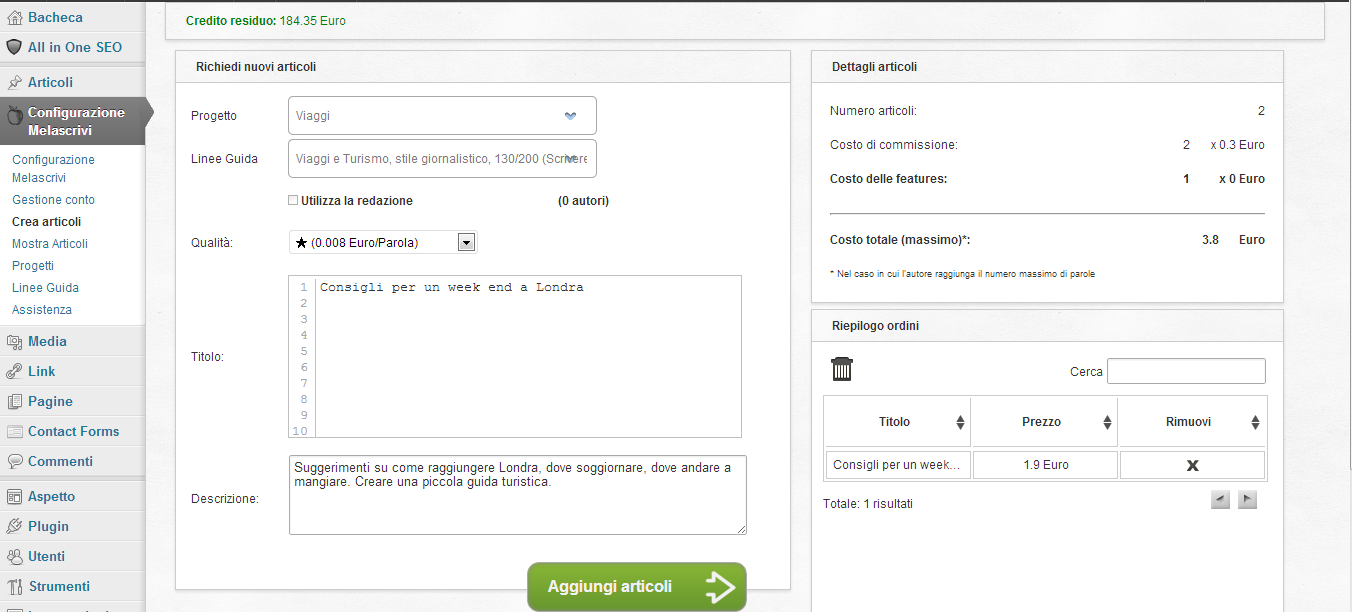 Bacheca
All in One SEO
Articoli
Configurazione
Melascrivi
Configurazione
Melascrivi
Gestione conto
Crea articoli
Mostra Articoli
Progetti
Linee Guida
Assistenza
Media
Link
Pagine
Contact Forms
Commenti
Aspetto
Plugin
Utenti
Strumenti
Credito residuo: 184.35 Euro
Richiedi nuovi articoli
Progetto Viaggi
Linee Guida Viaggi e Turismo, stile giornalistico, 130/200 (Scrivere
Utilizza la redazione (0 autori)
Qualità: ★ (0.008 Euro/Parola)
Titolo:
1 Consigli per un week end a Londra
2
3
4
5
6
7
8
9
10
Descrizione:
Suggerimenti su come raggiungere Londra, dove soggiornare, dove andare a
mangiare. Creare una piccola guida turistica.
Aggiungi articoli
Dettagli articoli
Numero articoli: 2
Costo di commissione: 2 x 0.3 Euro
Costo delle features: 1 x 0 Euro
Costo totale (massimo)*: 3.8 Euro
* Nel caso in cui l'autore raggiunga il numero massimo di parole
Riepilogo ordini
Cerca
Titolo Prezzo Rimuovi
Consigli per un week... 1.9 Euro X
Totale: 1 risultati